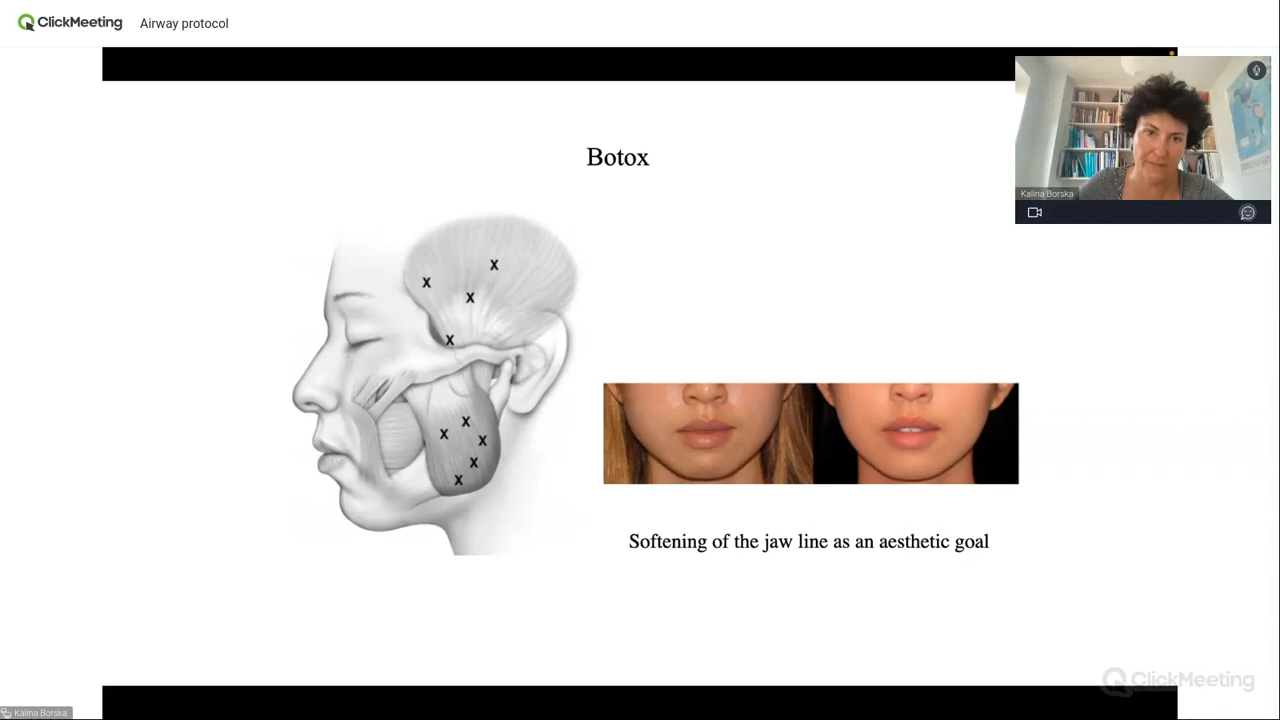 ClickMeeting Airway protocol
Kalina Borska
Botox
X
X
X
X
X
X
X
X
X
Softening of the jaw line as an aesthetic goal
ClickMeeting
Kalina Borska